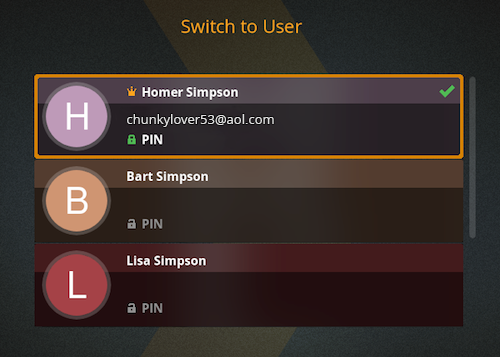 Switch to User
H
Homer Simpson
chunkylover53@aol.com
PIN
B
Bart Simpson
PIN
L
Lisa Simpson
PIN